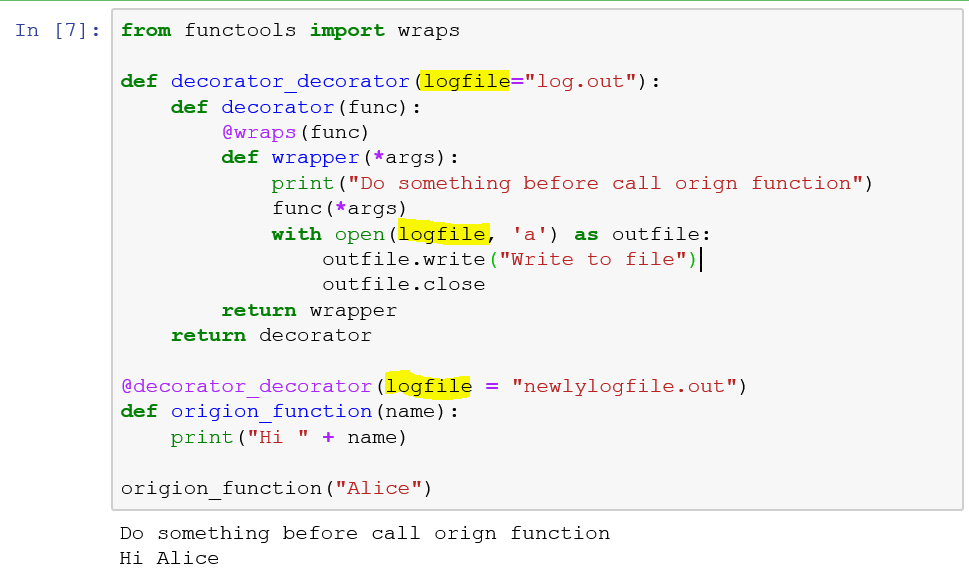 In [7]: from functools import wraps
def decorator_decorator(logfile="log.out"):
    def decorator(func):
        @wraps(func)
        def wrapper(*args):
            print("Do something before call orign function")
            func(*args)
            with open(logfile, 'a') as outfile:
                outfile.write("Write to file")
                outfile.close
        return wrapper
    return decorator
@decorator_decorator(logfile = "newlylogfile.out")
def origion_function(name):
    print("Hi " + name)
origion_function("Alice")
Do something before call orign function
Hi Alice